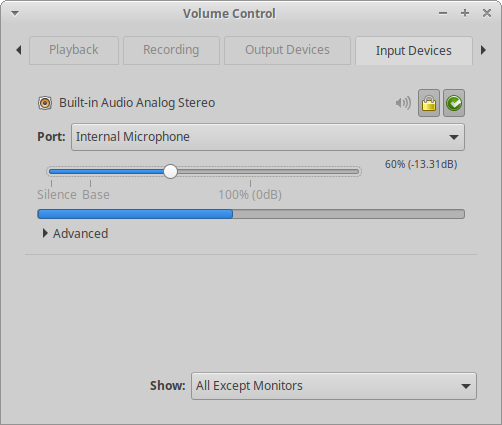 Volume Control
Playback Recording Output Devices Input Devices
Built-in Audio Analog Stereo
Port: Internal Microphone
60% (-13.31dB)
Silence Base 100% (0dB)
Advanced
Show: All Except Monitors